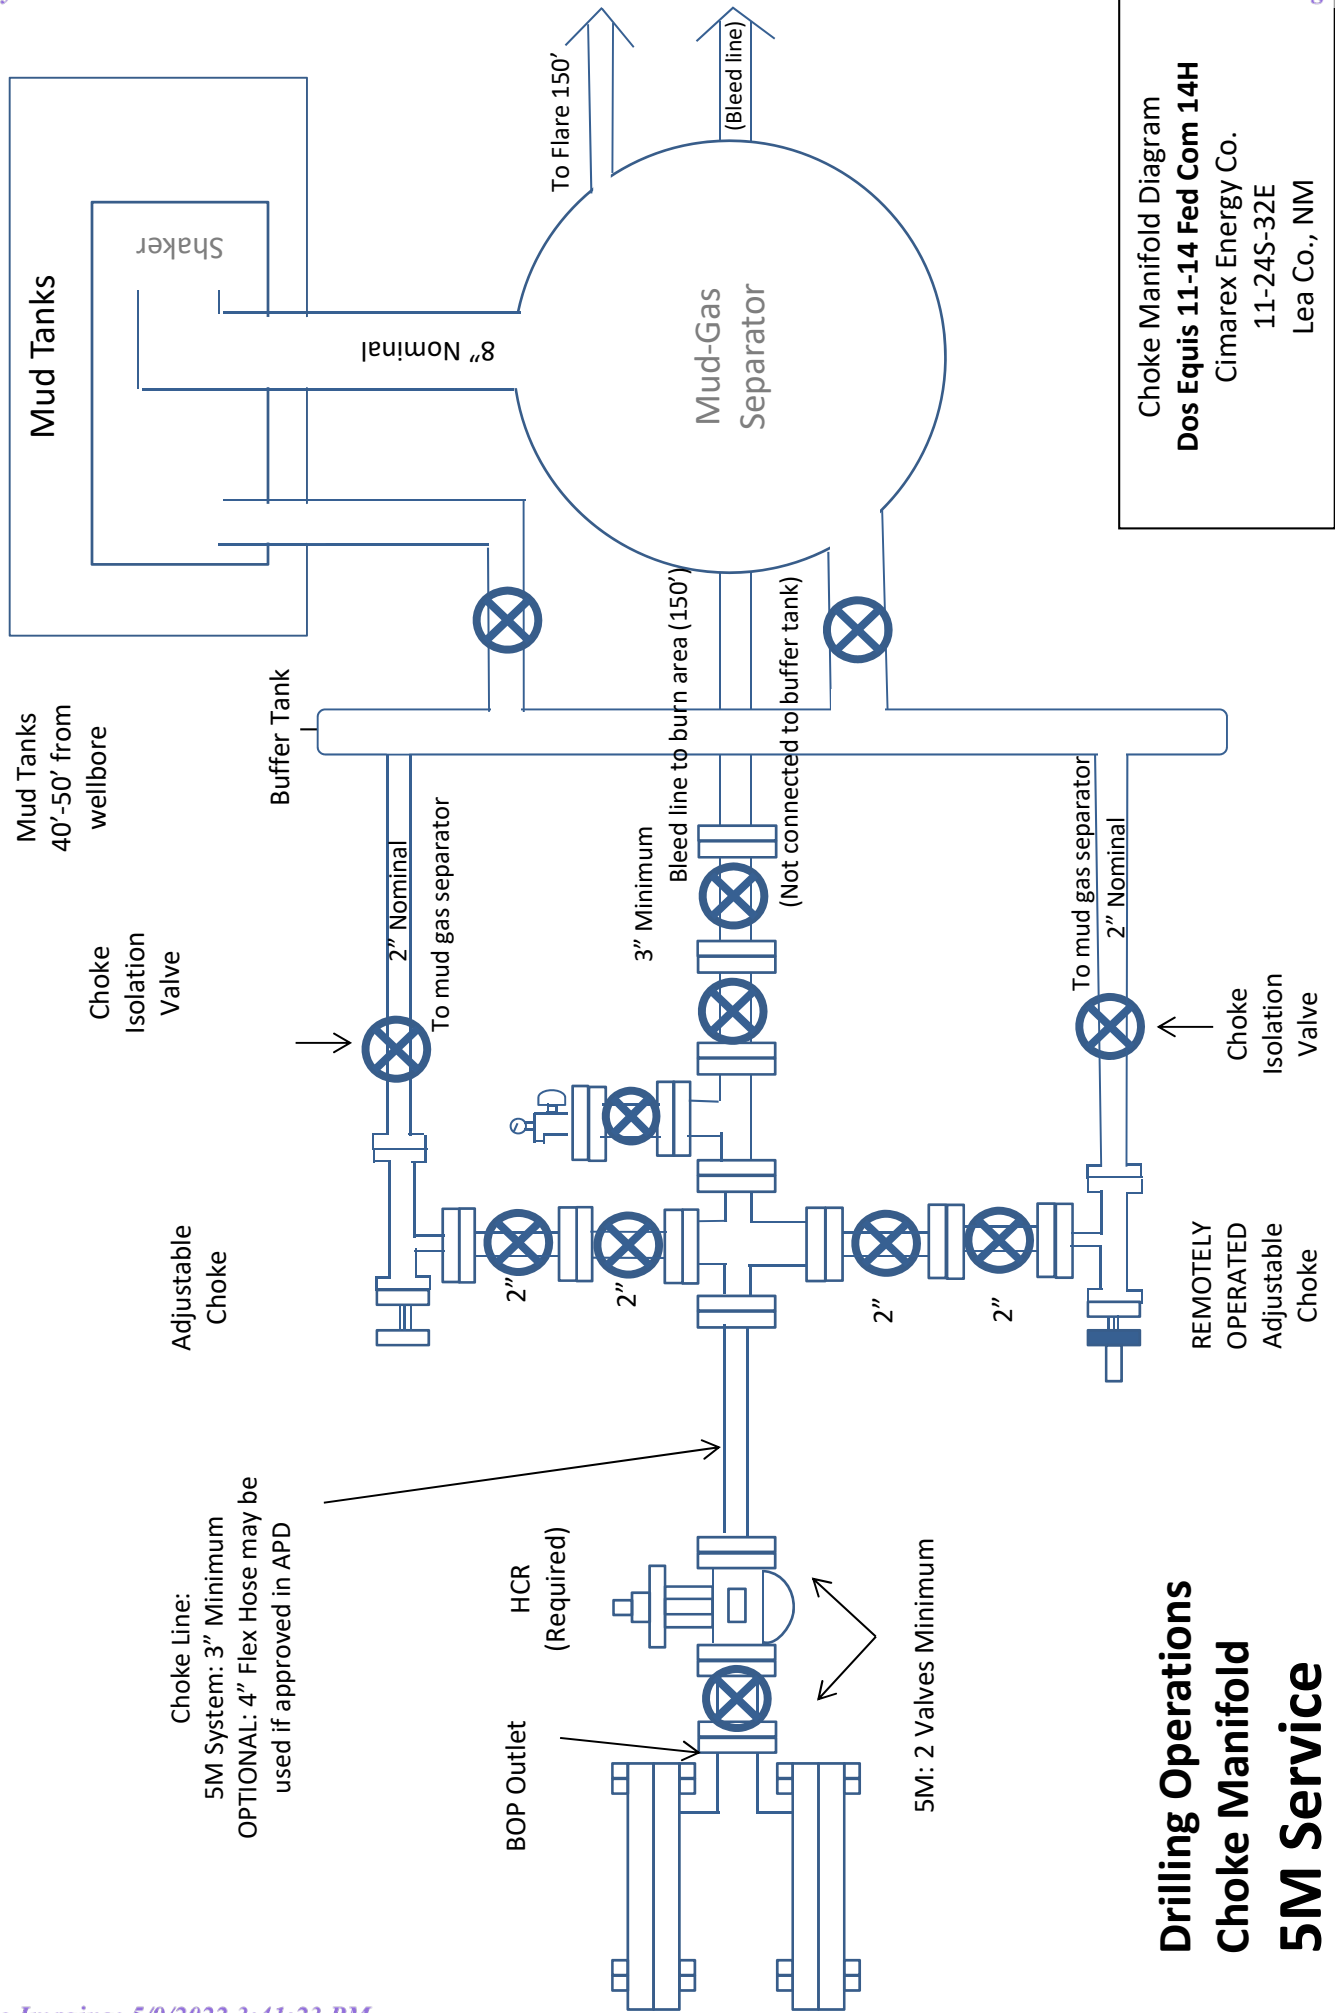 Choke Line:
5M System: 3” Minimum
OPTIONAL: 4” Flex Hose may be
used if approved in APD
Adjustable
Choke
Choke
Isolation
Valve
Mud Tanks
40’-50’ from
wellbore
Buffer Tank
Mud Tanks
Shaker
8” Nominal
To Flare 150’
(Bleed line)
Mud-Gas
Separator
2” Nominal
To mud gas separator
3” Minimum
Bleed line to burn area (150’)
(Not connected to buffer tank)
BOP Outlet
HCR
(Required)
5M: 2 Valves Minimum
2”
2”
2”
2”
To mud gas separator
2” Nominal
REMOTELY
OPERATED
Adjustable
Choke
Choke
Isolation
Valve
Drilling Operations
Choke Manifold
5M Service
Choke Manifold Diagram
Dos Equis 11-14 Fed Com 14H
Cimarex Energy Co.
11-24S-32E
Lea Co., NM